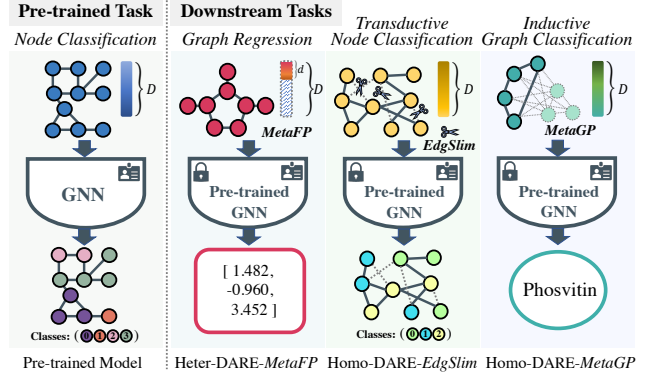 Pre-trained Task
Downstream Tasks
Node Classification
Graph Regression
Transductive
Node Classification
Inductive
Graph Classification
D
d
D
MetaFP
D
EdgSlim
D
MetaGP
GNN
Pre-trained
GNN
Pre-trained
GNN
Pre-trained
GNN
[ 1.482,
-0.960,
3.452 ]
Phosvitin
Classes: ( 0 1 2 3 )
Classes: ( 0 1 2 )
Pre-trained Model
Heter-DARE-MetaFP
Homo-DARE-EdgSlim
Homo-DARE-MetaGP